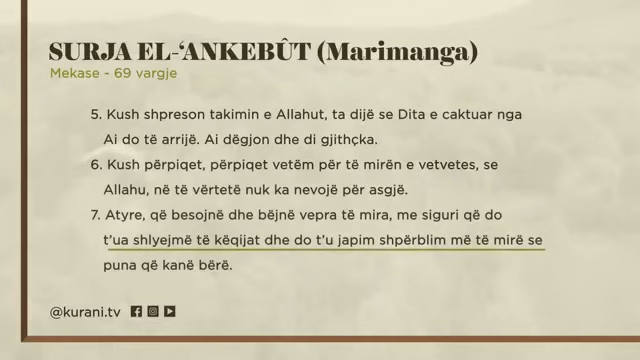 SURJA EL-‘ANKEBÛT (Marimanga)
Mekase - 69 vargje
5. Kush shpreson takimin e Allahut, ta dijë se Dita e caktuar nga
Ai do të arrijë. Ai dëgjon dhe di gjithçka.
6. Kush përpiqet, përpiqet vetëm për të mirën e vetvetes, se
Allahu, në të vërtetë nuk ka nevojë për asgjë.
7. Atyre, që besojnë dhe bëjnë vepra të mira, me siguri që do
t’ua shlyejmë të këqijat dhe do t’u japim shpërblim më të mirë se
puna që kanë bërë.
@kurani.tv